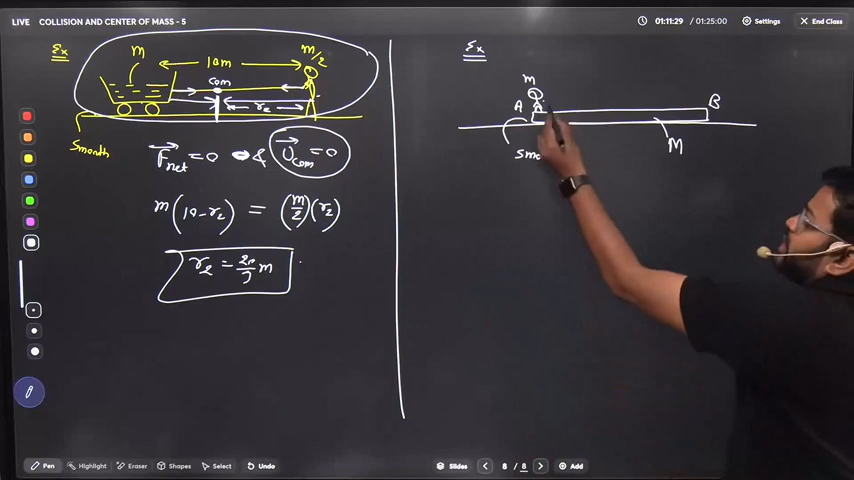 LIVE COLLISION AND CENTER OF MASS - 5
01:11:29 / 01:25:00
Settings
End Class
Ex
m
10m
m/2
com
r₂
Smooth
F⃗net = 0 & U⃗com = 0
m(10-r₂) = (m/2)(r₂)
r₂ = 20/3 m
Ex
m
A
B
M
Smo
Pen
Highlight
Eraser
Shapes
Select
Undo
Slides
8 / 8
Add